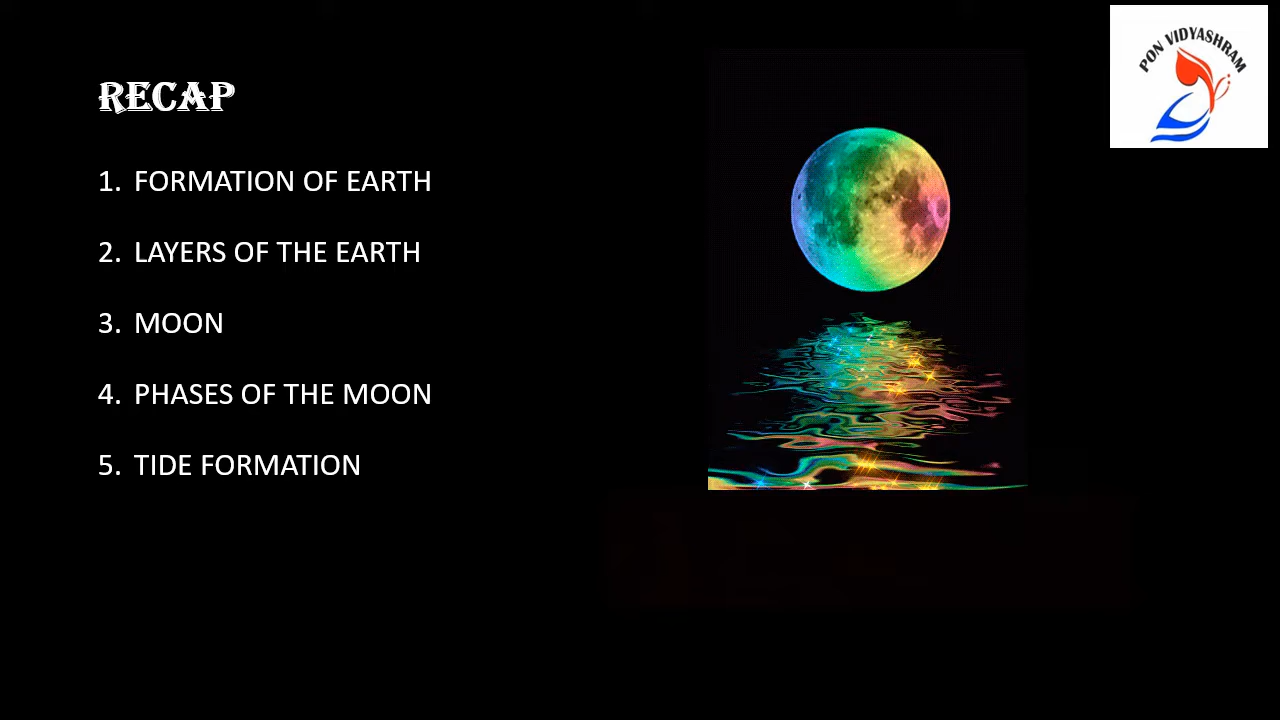 PON VIDYASHRAM
RECAP
1. FORMATION OF EARTH
2. LAYERS OF THE EARTH
3. MOON
4. PHASES OF THE MOON
5. TIDE FORMATION